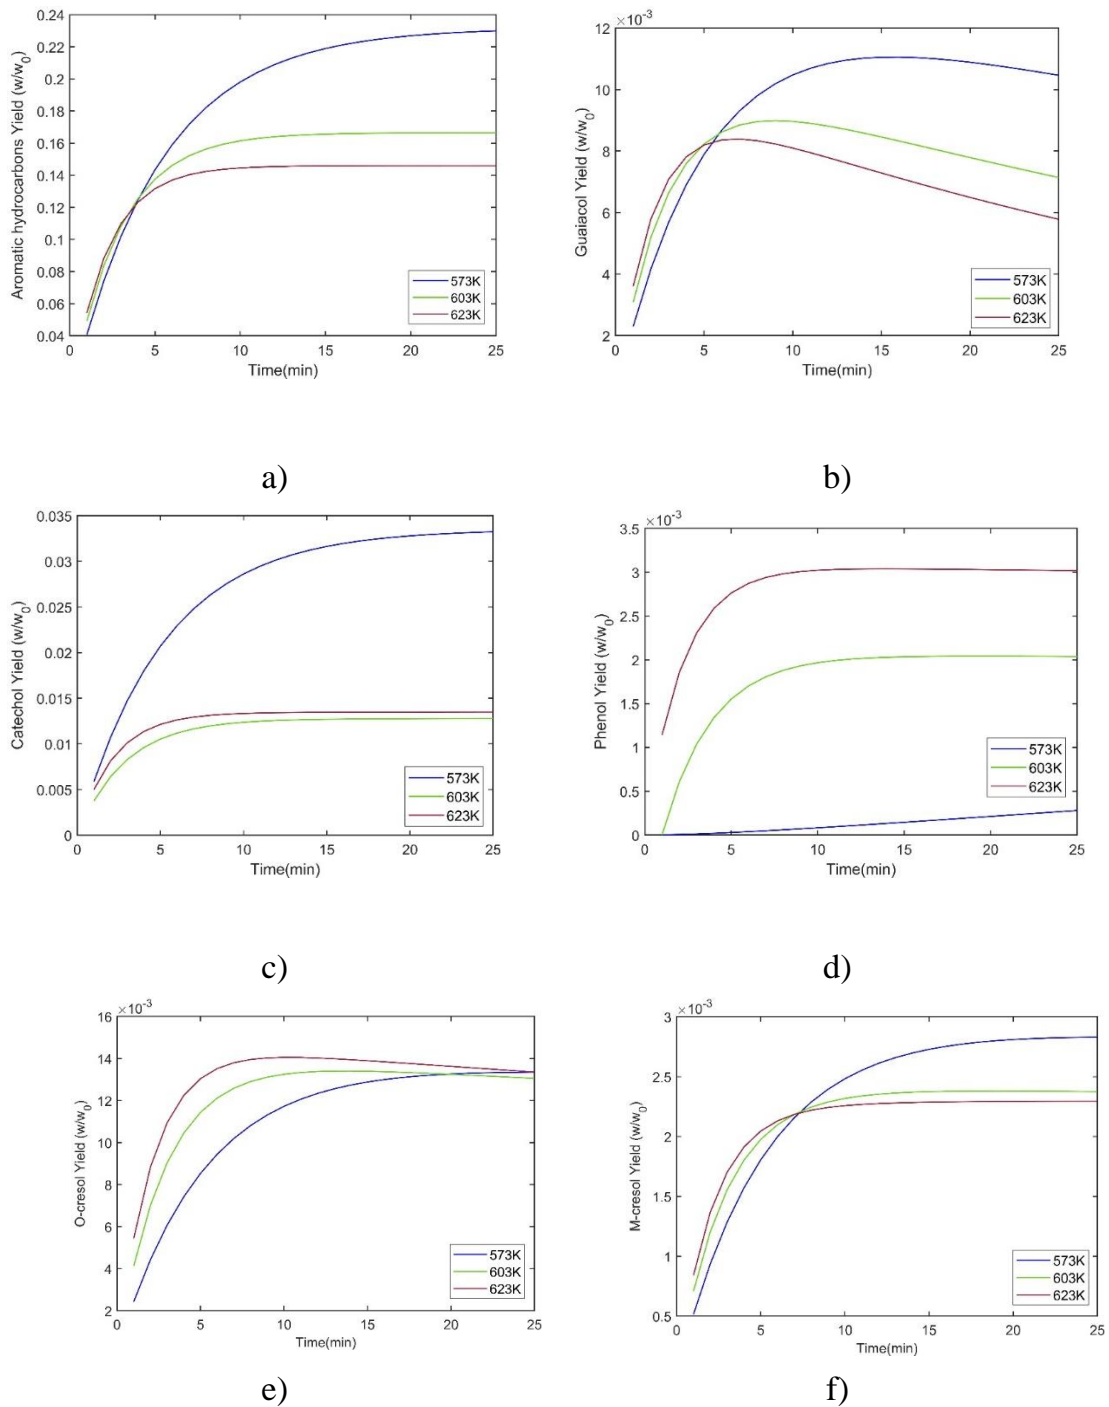 Aromatic hydrocarbons Yield (w/w₀)
0.24
0.22
0.2
0.18
0.16
0.14
0.12
0.1
0.08
0.06
0.04
0 5 10 15 20 25
Time(min)
573K
603K
623K
a)
×10⁻³
Guaiacol Yield (w/w₀)
12
10
8
6
4
2
0 5 10 15 20 25
Time(min)
573K
603K
623K
b)
Catechol Yield (w/w₀)
0.035
0.03
0.025
0.02
0.015
0.01
0.005
0
0 5 10 15 20 25
Time(min)
573K
603K
623K
c)
×10⁻³
Phenol Yield (w/w₀)
3.5
3
2.5
2
1.5
1
0.5
0
0 5 10 15 20 25
Time(min)
573K
603K
623K
d)
×10⁻³
O-cresol Yield (w/w₀)
16
14
12
10
8
6
4
2
0 5 10 15 20 25
Time(min)
573K
603K
623K
e)
×10⁻³
M-cresol Yield (w/w₀)
3
2.5
2
1.5
1
0.5
0 5 10 15 20 25
Time(min)
573K
603K
623K
f)